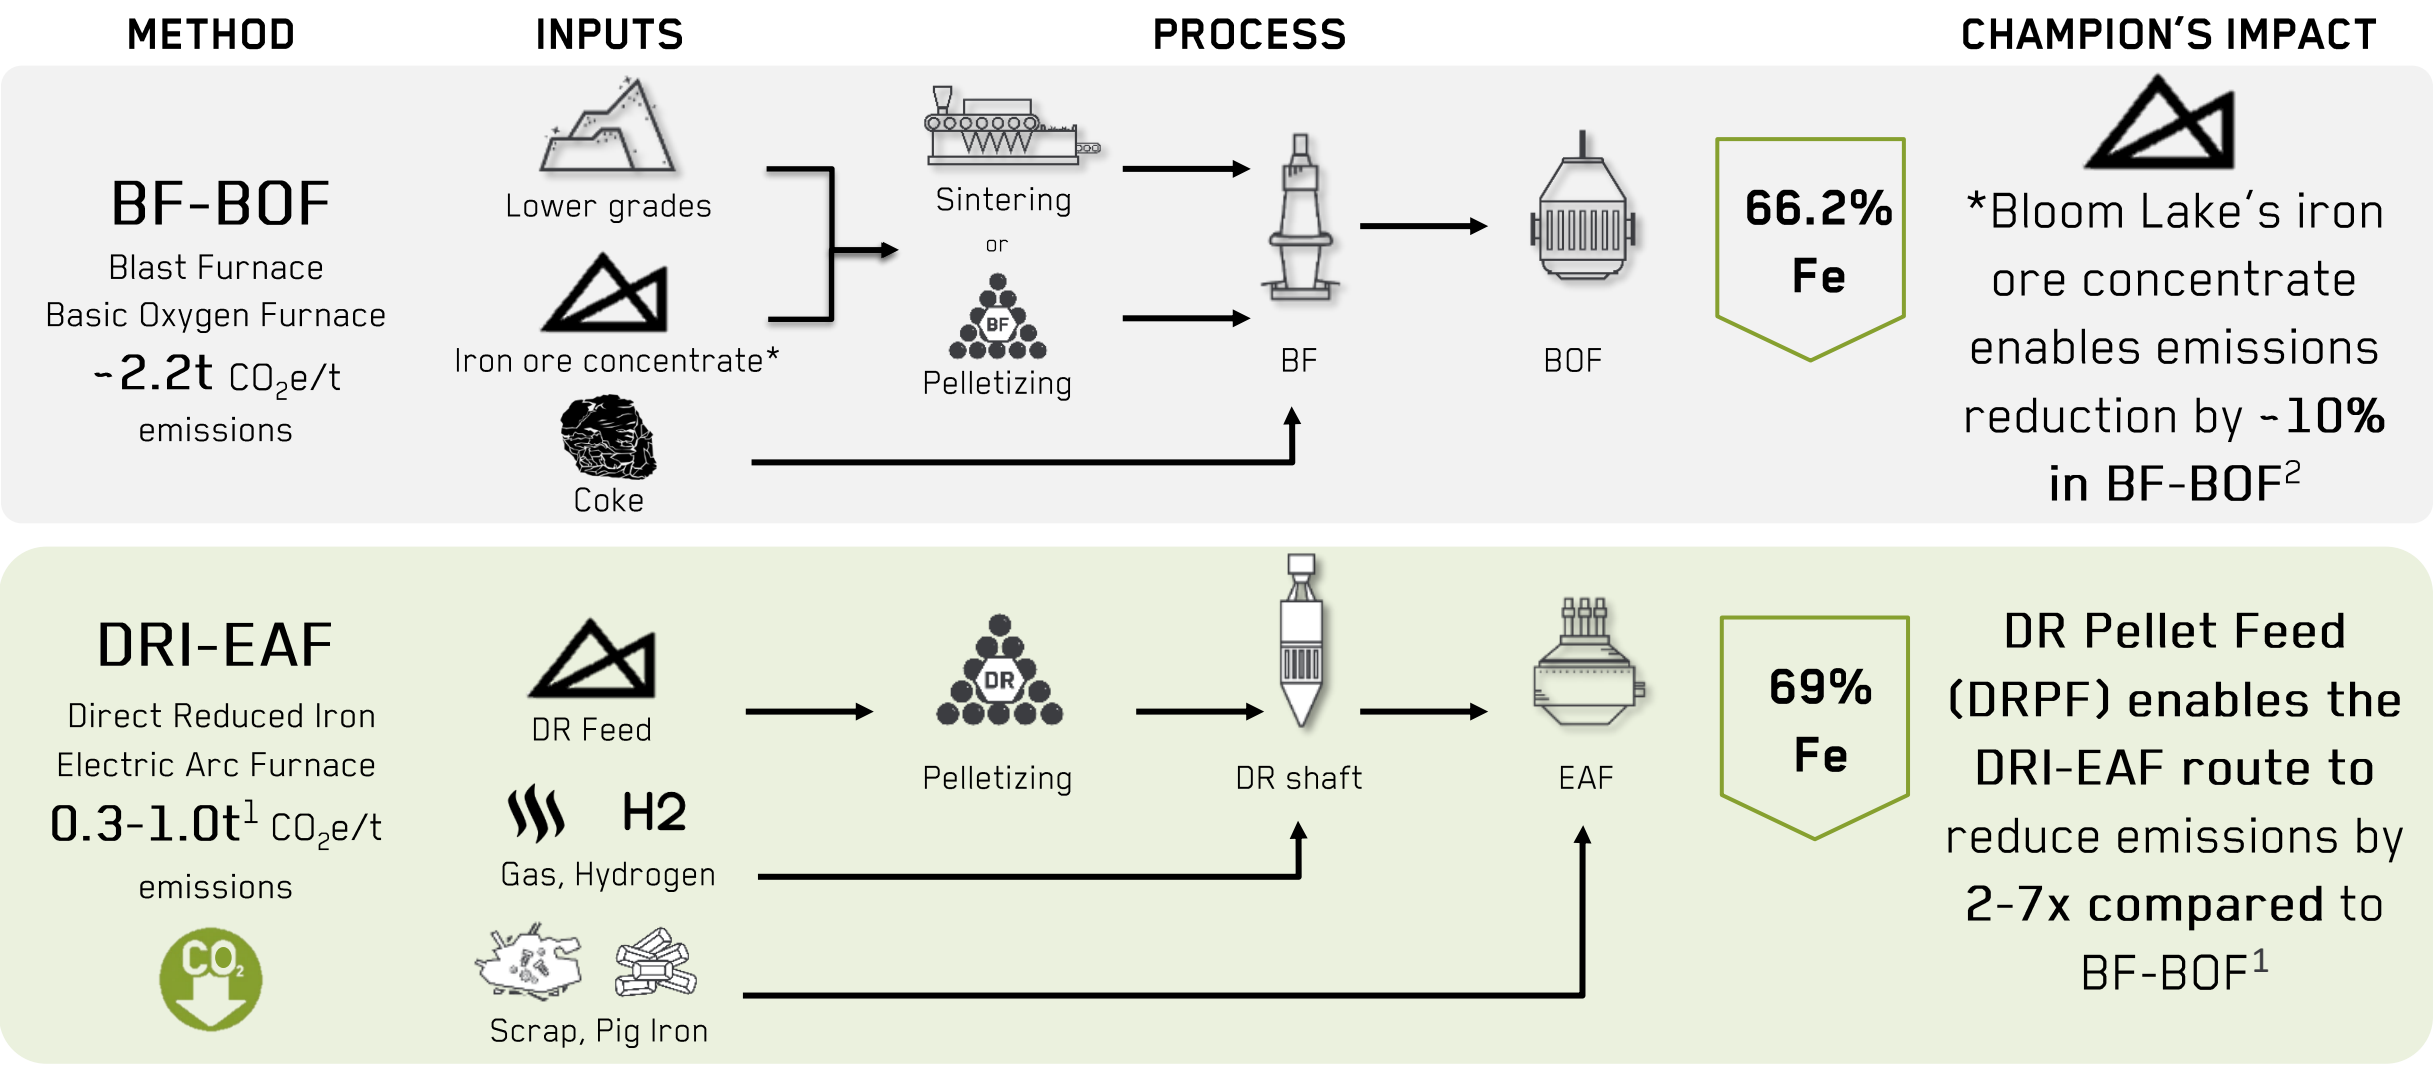 METHOD
INPUTS
PROCESS
CHAMPION'S IMPACT
BF-BOF
Blast Furnace
Basic Oxygen Furnace
~2.2t CO₂e/t
emissions
Lower grades
Iron ore concentrate*
Coke
Sintering
or
BF
Pelletizing
BF
BOF
66.2%
Fe
*Bloom Lake's iron
ore concentrate
enables emissions
reduction by ~10%
in BF-BOF²
DRI-EAF
Direct Reduced Iron
Electric Arc Furnace
0.3-1.0t¹ CO₂e/t
emissions
CO₂
DR Feed
H2
Gas, Hydrogen
Scrap, Pig Iron
DR
Pelletizing
DR shaft
EAF
69%
Fe
DR Pellet Feed
(DRPF) enables the
DRI-EAF route to
reduce emissions by
2-7x compared to
BF-BOF¹